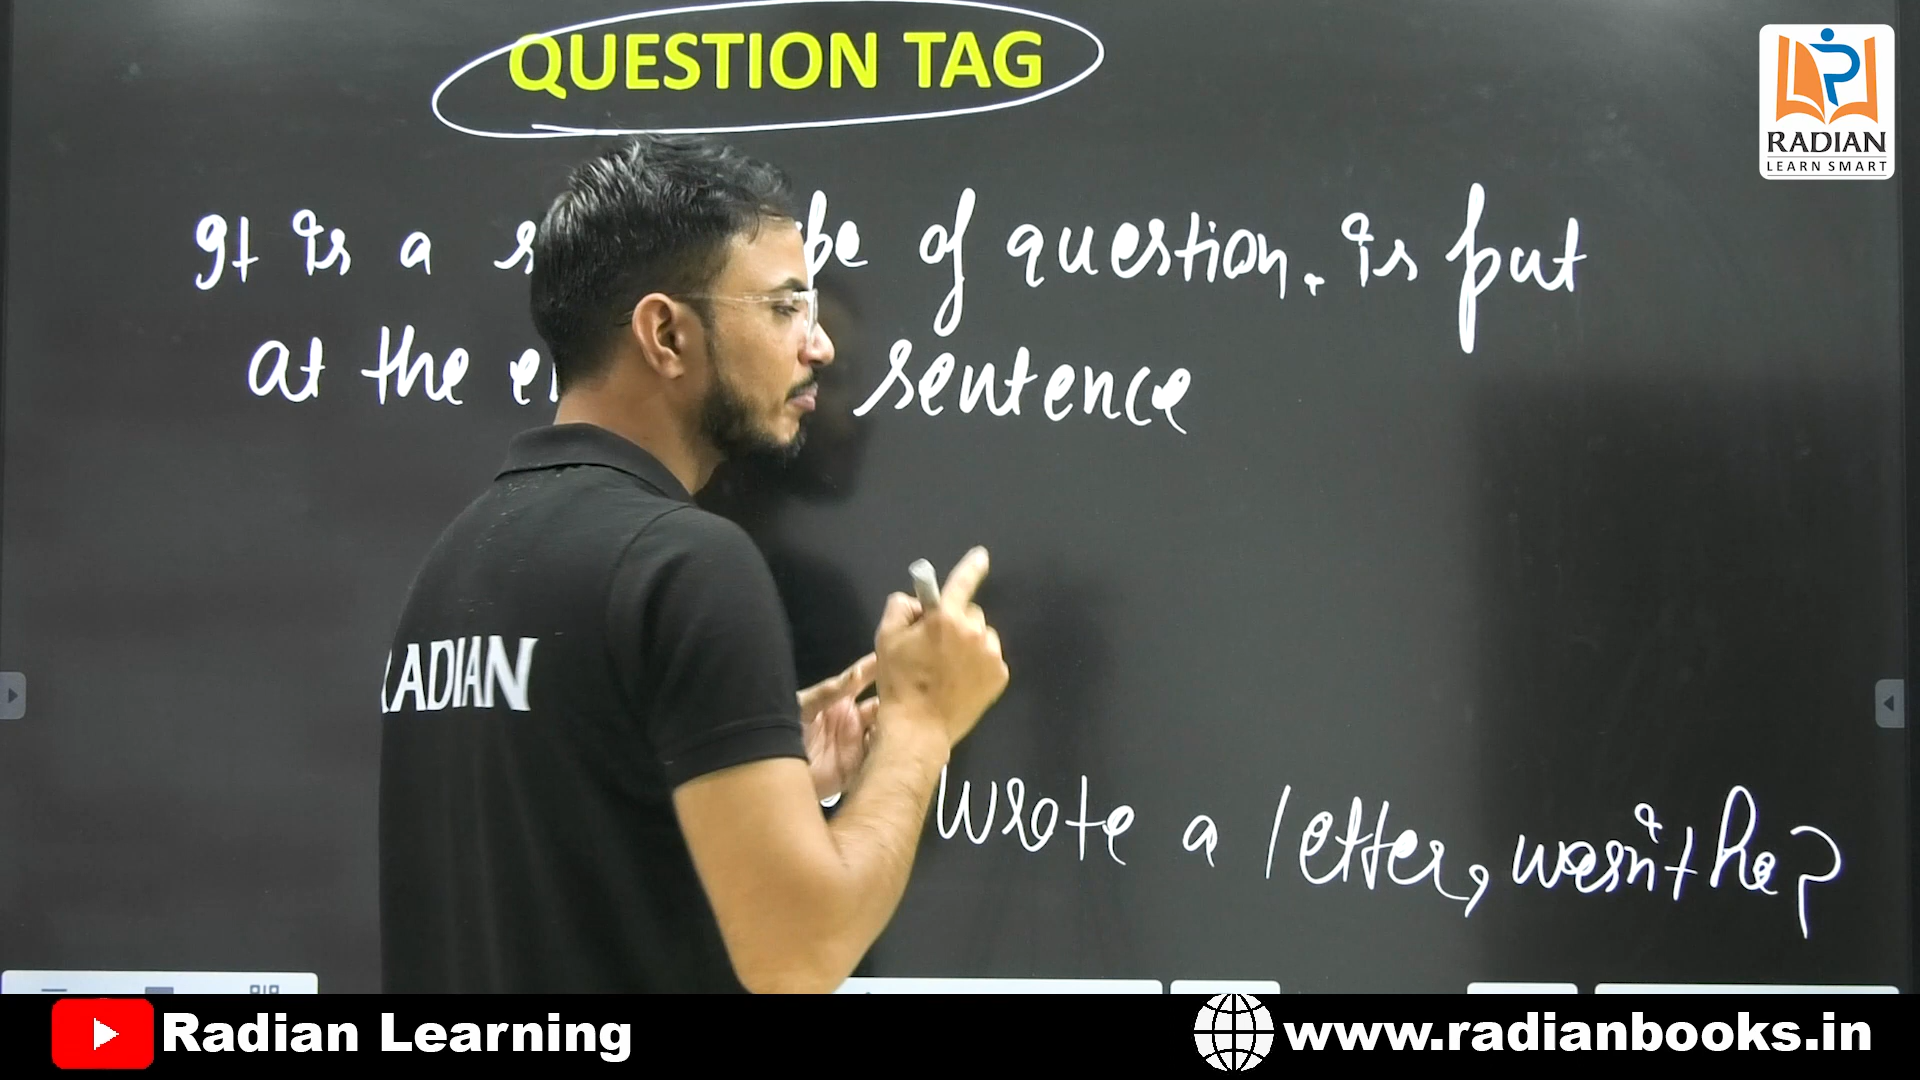 QUESTION TAG
RADIAN
LEARN SMART
It is a of question. is put
at the sentence
wrote a letter, wasn't he?
RADIAN
Radian Learning
www.radianbooks.in